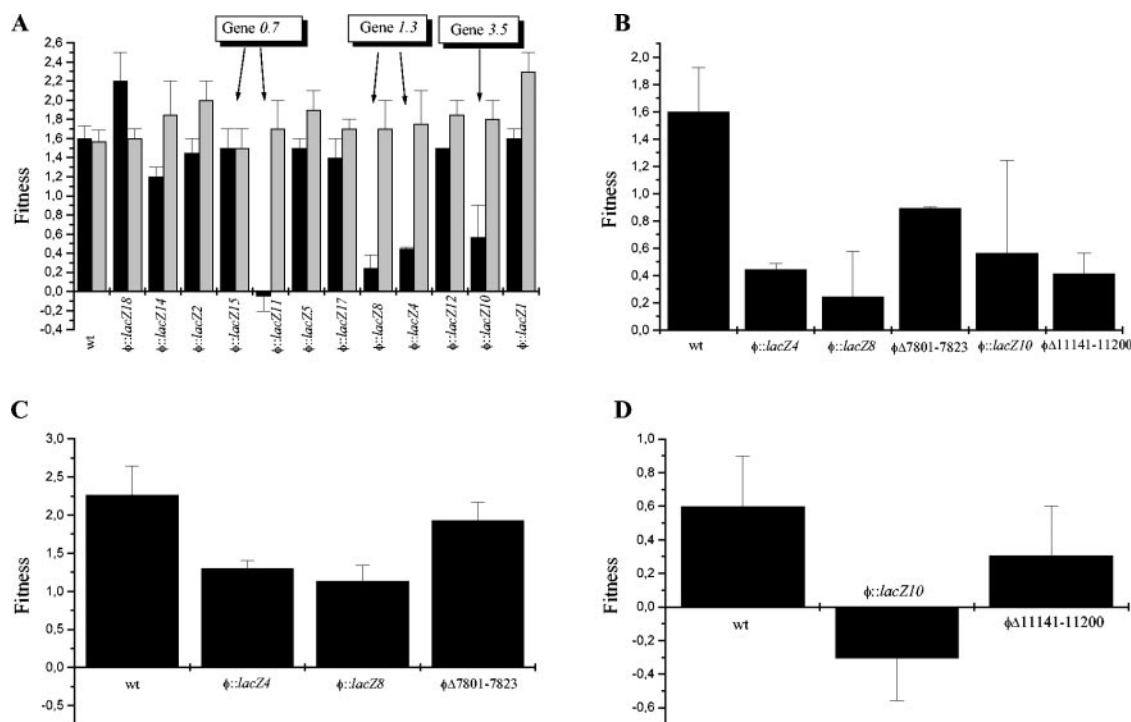 A
Gene 0.7
Gene 1.3
Gene 3.5
2,6
2,4
2,2
2,0
1,8
1,6
1,4
1,2
1,0
0,8
0,6
0,4
0,2
0,0
-0,2
-0,4
Fitness
wt
ϕ::lacZ18
ϕ::lacZ14
ϕ::lacZ2
ϕ::lacZ15
ϕ::lacZ11
ϕ::lacZ5
ϕ::lacZ17
ϕ::lacZ8
ϕ::lacZ4
ϕ::lacZ12
ϕ::lacZ10
ϕ::lacZ1
B
2,0
1,8
1,6
1,4
1,2
1,0
0,8
0,6
0,4
0,2
0,0
Fitness
wt
ϕ::lacZ4
ϕ::lacZ8
ϕΔ7801-7823
ϕ::lacZ10
ϕΔ11141-11200
C
3,0
2,5
2,0
1,5
1,0
0,5
0,0
-0,5
Fitness
wt
ϕ::lacZ4
ϕ::lacZ8
ϕΔ7801-7823
D
1,0
0,8
0,6
0,4
0,2
0,0
-0,2
-0,4
-0,6
Fitness
wt
ϕ::lacZ10
ϕΔ11141-11200